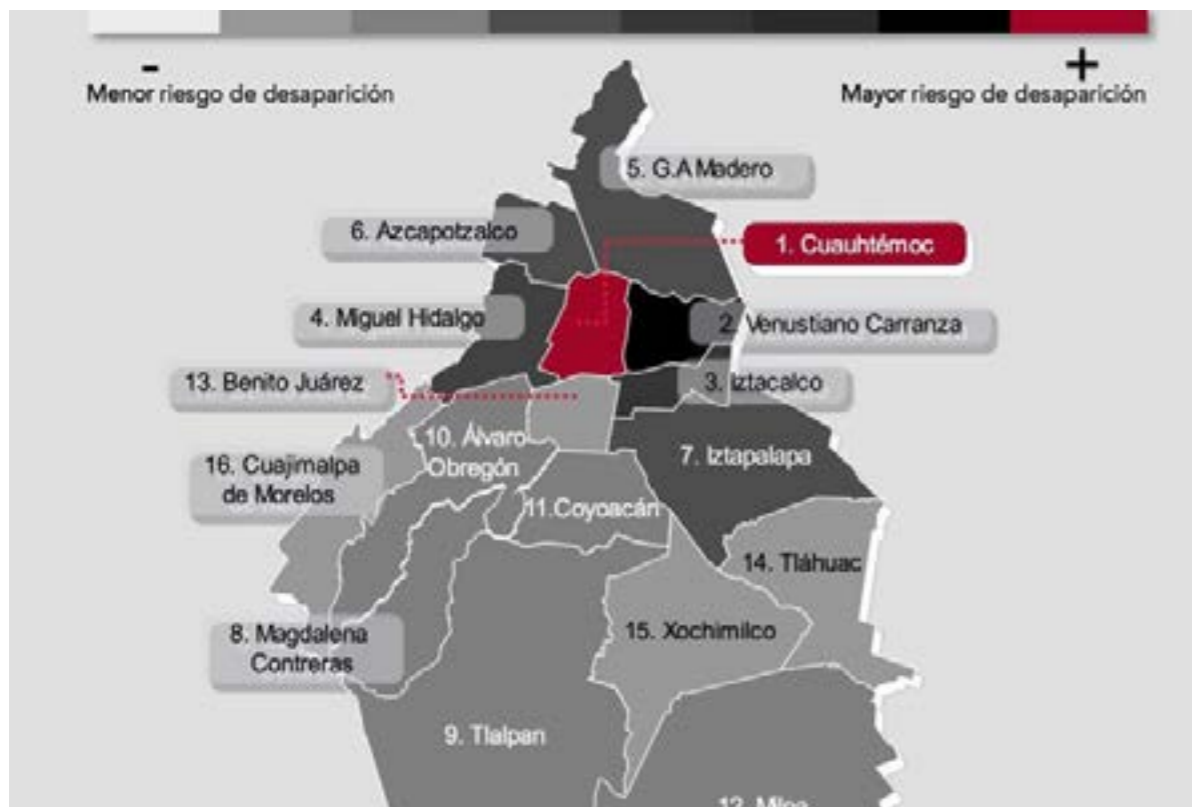 -
+
Menor riesgo de desaparición
Mayor riesgo de desaparición
5. G.A Madero
6. Azcapotzalco
1. Cuauhtémoc
4. Miguel Hidalgo
2. Venustiano Carranza
13. Benito Juárez
3. Iztacalco
10. Álvaro
Obregón
7. Iztapalapa
16. Cuajimalpa
de Morelos
11.Coyoacán
14. Tláhuac
8. Magdalena
Contreras
15. Xochimilco
9. Tlalpan
12. Milpa